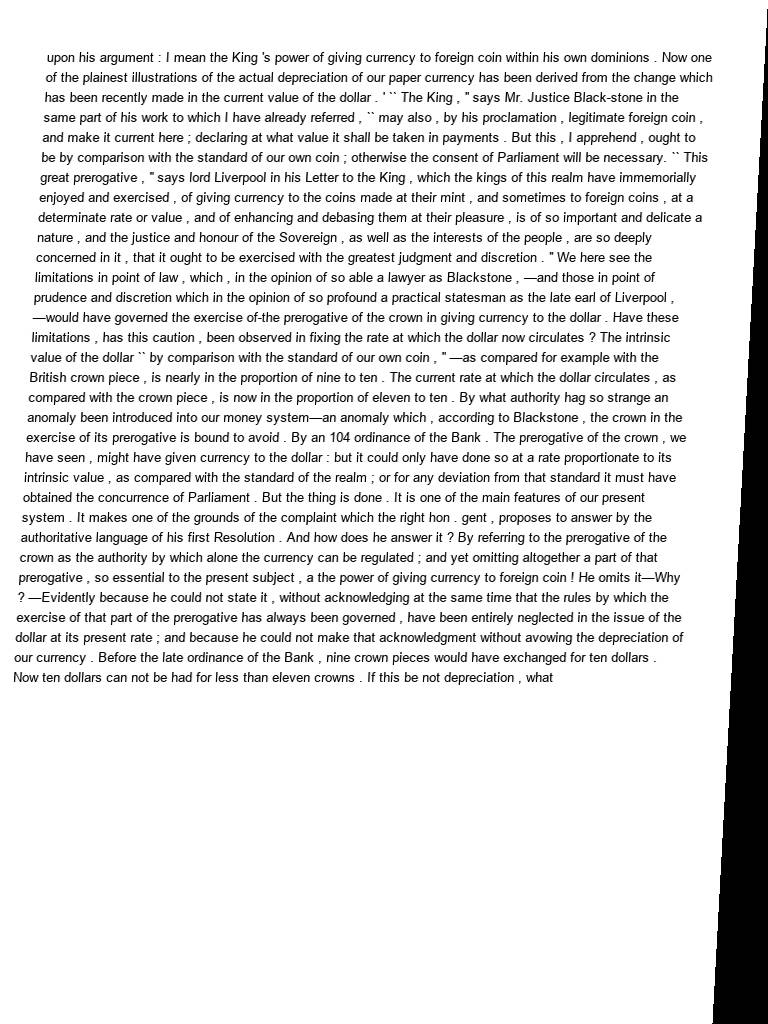 upon his argument : I mean the King 's power of giving currency to foreign coin within his own dominions . Now one
of the plainest illustrations of the actual depreciation of our paper currency has been derived from the change which
has been recently made in the current value of the dollar . ' `` The King , " says Mr. Justice Black-stone in the
same part of his work to which I have already referred , `` may also , by his proclamation , legitimate foreign coin ,
and make it current here ; declaring at what value it shall be taken in payments . But this , I apprehend , ought to
be by comparison with the standard of our own coin ; otherwise the consent of Parliament will be necessary. `` This
great prerogative , " says lord Liverpool in his Letter to the King , which the kings of this realm have immemorially
enjoyed and exercised , of giving currency to the coins made at their mint , and sometimes to foreign coins , at a
determinate rate or value , and of enhancing and debasing them at their pleasure , is of so important and delicate a
nature , and the justice and honour of the Sovereign , as well as the interests of the people , are so deeply
concerned in it , that it ought to be exercised with the greatest judgment and discretion . " We here see the
limitations in point of law , which , in the opinion of so able a lawyer as Blackstone , —and those in point of
prudence and discretion which in the opinion of so profound a practical statesman as the late earl of Liverpool ,
—would have governed the exercise of-the prerogative of the crown in giving currency to the dollar . Have these
limitations , has this caution , been observed in fixing the rate at which the dollar now circulates ? The intrinsic
value of the dollar `` by comparison with the standard of our own coin , " —as compared for example with the
British crown piece , is nearly in the proportion of nine to ten . The current rate at which the dollar circulates , as
compared with the crown piece , is now in the proportion of eleven to ten . By what authority hag so strange an
anomaly been introduced into our money system—an anomaly which , according to Blackstone , the crown in the
exercise of its prerogative is bound to avoid . By an 104 ordinance of the Bank . The prerogative of the crown , we
have seen , might have given currency to the dollar : but it could only have done so at a rate proportionate to its
intrinsic value , as compared with the standard of the realm ; or for any deviation from that standard it must have
obtained the concurrence of Parliament . But the thing is done . It is one of the main features of our present
system . It makes one of the grounds of the complaint which the right hon . gent , proposes to answer by the
authoritative language of his first Resolution . And how does he answer it ? By referring to the prerogative of the
crown as the authority by which alone the currency can be regulated ; and yet omitting altogether a part of that
prerogative , so essential to the present subject , a the power of giving currency to foreign coin ! He omits it—Why
? —Evidently because he could not state it , without acknowledging at the same time that the rules by which the
exercise of that part of the prerogative has always been governed , have been entirely neglected in the issue of the
dollar at its present rate ; and because he could not make that acknowledgment without avowing the depreciation of
our currency . Before the late ordinance of the Bank , nine crown pieces would have exchanged for ten dollars .
Now ten dollars can not be had for less than eleven crowns . If this be not depreciation , what